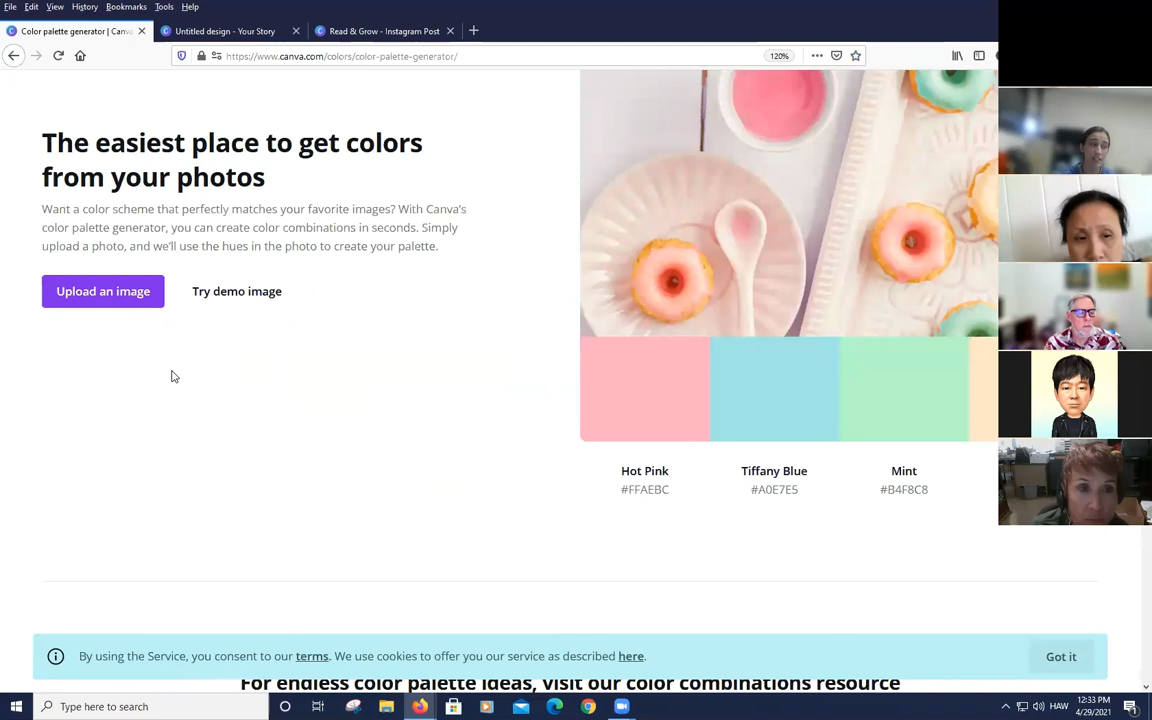 File Edit View History Bookmarks Tools Help
Color palette generator | Canva
Untitled design - Your Story
Read & Grow - Instagram Post
https://www.canva.com/colors/color-palette-generator/
120%
The easiest place to get colors
from your photos
Want a color scheme that perfectly matches your favorite images? With Canva's
color palette generator, you can create color combinations in seconds. Simply
upload a photo, and we'll use the hues in the photo to create your palette.
Upload an image
Try demo image
Hot Pink
#FFAEBC
Tiffany Blue
#A0E7E5
Mint
#B4F8C8
By using the Service, you consent to our terms. We use cookies to offer you our service as described here.
Got it
For endless color palette ideas, visit our color combinations resource
Type here to search
HAW
12:33 PM
4/29/2021